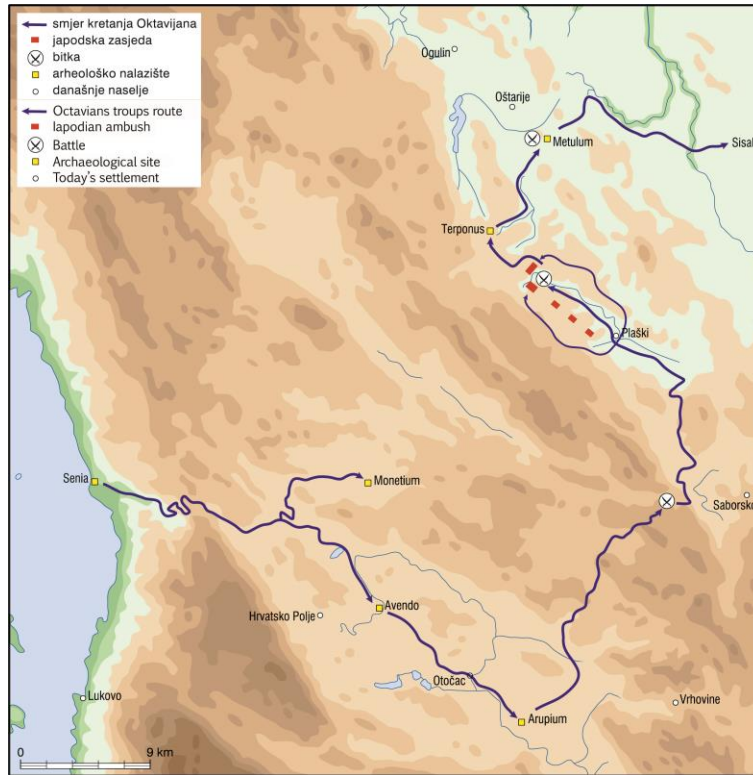 smjer kretanja Oktavijana
japodska zasjeda
bitka
arheološko nalazište
današnje naselje
Octavians troups route
Iapodian ambush
Battle
Archaeological site
Today's settlement
Ogulin
Oštarije
Metulum
Sisak
Terponus
Plaški
Senia
Monetium
Saborsko
Avendo
Hrvatsko Polje
Otočac
Lukovo
Vrhovine
Arupium
0 9 km